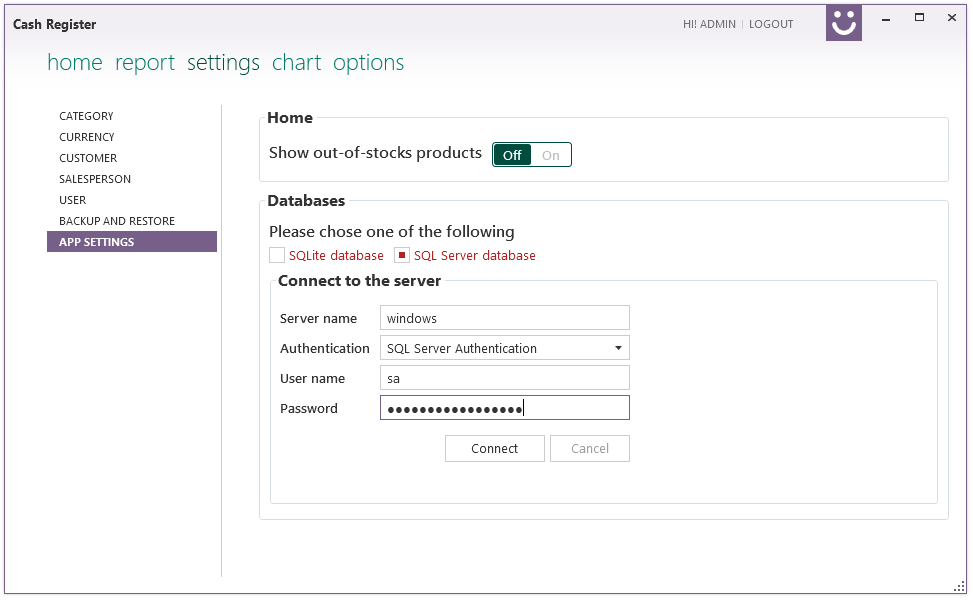 Cash Register
HI! ADMIN | LOGOUT
home report settings chart options
CATEGORY
CURRENCY
CUSTOMER
SALESPERSON
USER
BACKUP AND RESTORE
APP SETTINGS
Home
Show out-of-stocks products Off On
Databases
Please chose one of the following
SQLite database SQL Server database
Connect to the server
Server name windows
Authentication SQL Server Authentication
User name sa
Password •••••••••••••••••
Connect Cancel